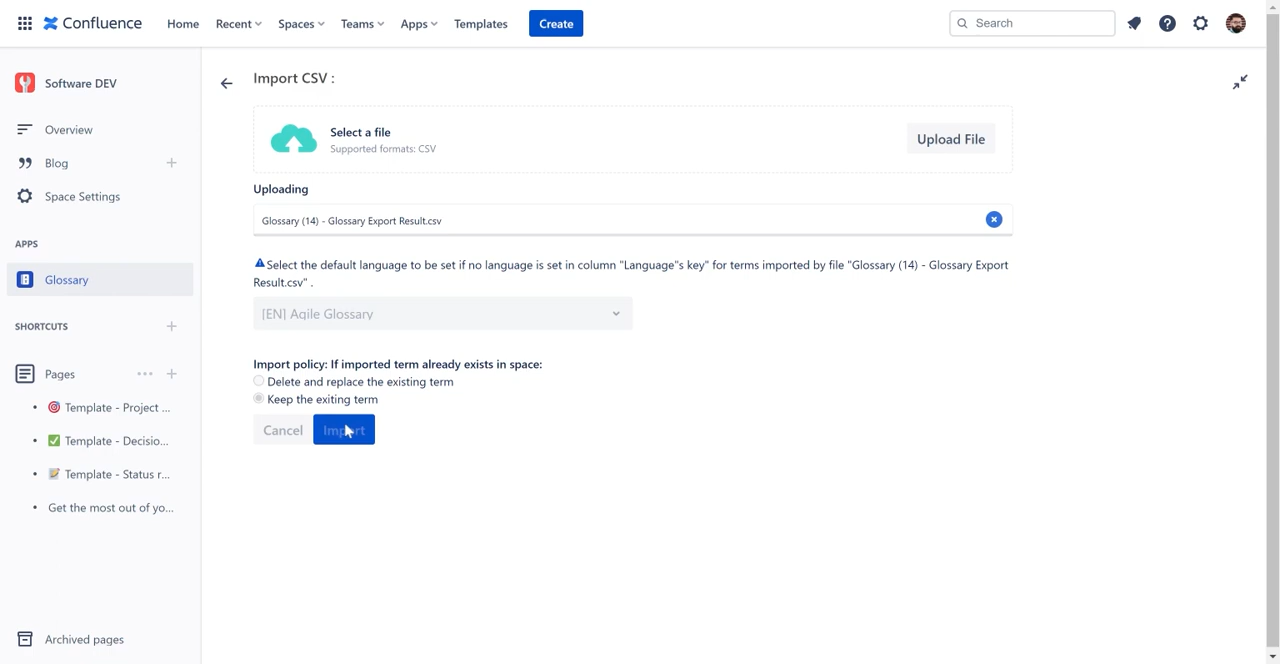 Confluence Home Recent Spaces Teams Apps Templates Create Search
Software DEV
Overview
Blog
Space Settings
APPS
Glossary
SHORTCUTS
Pages
Template - Project ...
Template - Decisio...
Template - Status r...
Get the most out of yo...
Archived pages
Import CSV :
Select a file
Supported formats: CSV
Upload File
Uploading
Glossary (14) - Glossary Export Result.csv
Select the default language to be set if no language is set in column "Language"s key" for terms imported by file "Glossary (14) - Glossary Export
Result.csv" .
[EN] Agile Glossary
Import policy: If imported term already exists in space:
Delete and replace the existing term
Keep the exiting term
Cancel Import